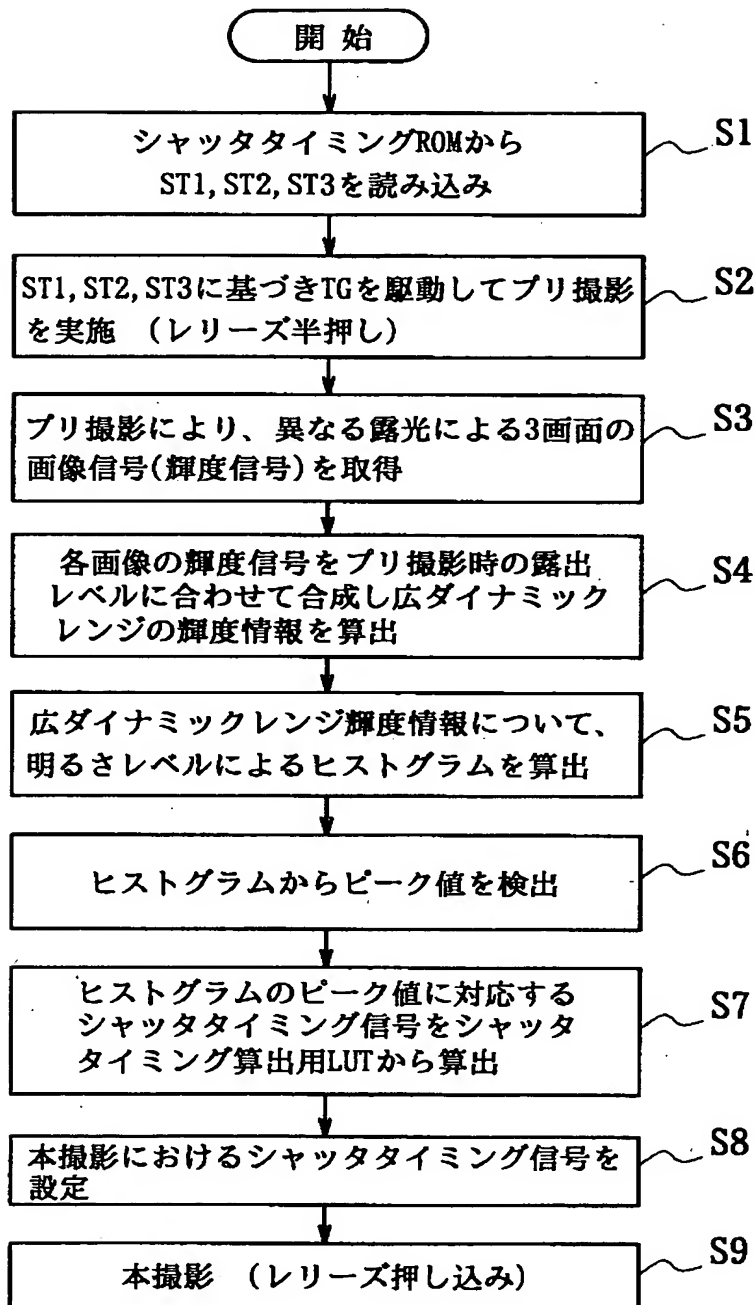 開 始
シャッタタイミングROMから
ST1,ST2,ST3を読み込み
S1
ST1,ST2,ST3に基づきTGを駆動してプリ撮影
を実施 (レリーズ半押し)
S2
プリ撮影により、異なる露光による3画面の
画像信号(輝度信号)を取得
S3
各画像の輝度信号をプリ撮影時の露出
レベルに合わせて合成し広ダイナミック
レンジの輝度情報を算出
S4
広ダイナミックレンジ輝度情報について、
明るさレベルによるヒストグラムを算出
S5
ヒストグラムからピーク値を検出
S6
ヒストグラムのピーク値に対応する
シャッタタイミング信号をシャッタ
タイミング算出用LUTから算出
S7
本撮影におけるシャッタタイミング信号を
設定
S8
本撮影 (レリーズ押し込み)
S9